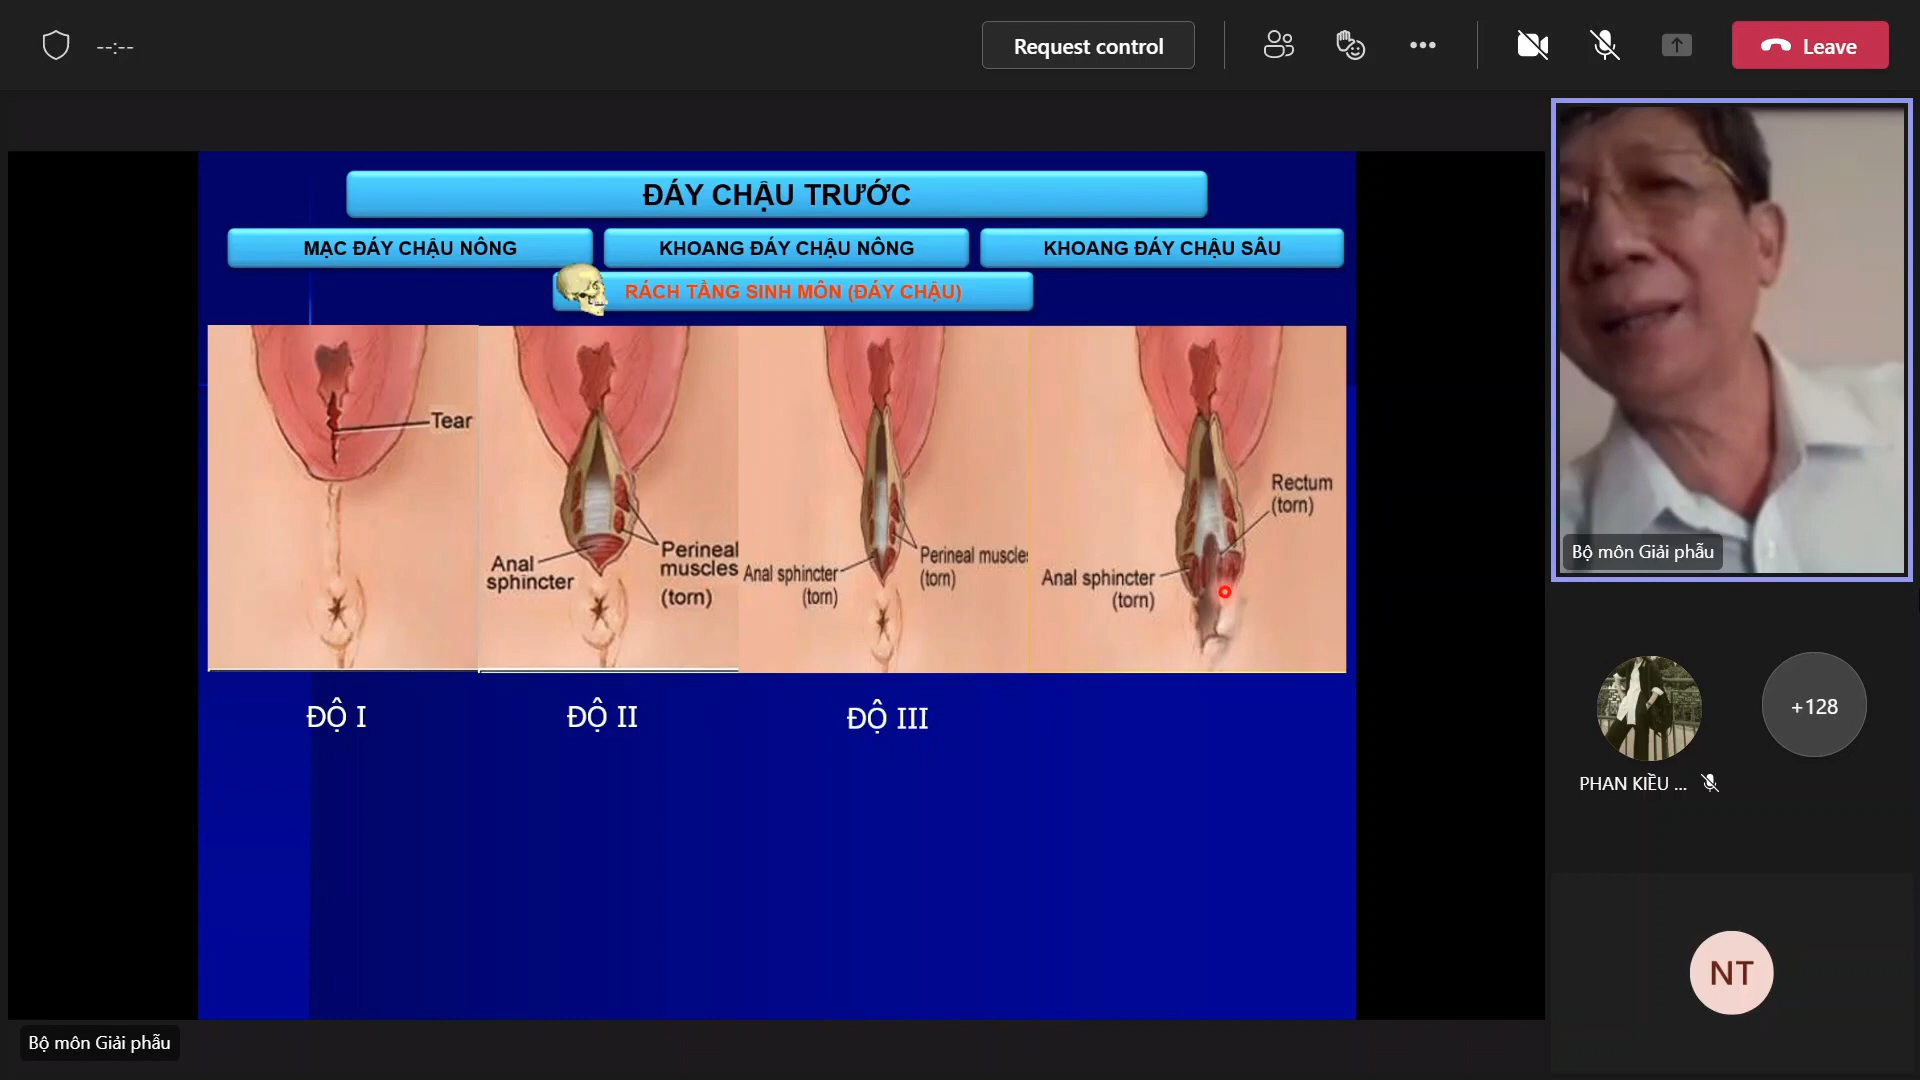 --:--
Request control
Leave
ĐÁY CHẬU TRƯỚC
MẠC ĐÁY CHẬU NÔNG
KHOANG ĐÁY CHẬU NÔNG
KHOANG ĐÁY CHẬU SÂU
RÁCH TẦNG SINH MÔN (ĐÁY CHẬU)
Tear
Anal
sphincter
Perineal
muscles
(torn)
Anal sphincter
(torn)
Perineal muscles
(torn)
Anal sphincter
(torn)
Rectum
(torn)
ĐỘ I
ĐỘ II
ĐỘ III
Bộ môn Giải phẫu
PHAN KIỀU ...
+128
NT
Bộ môn Giải phẫu